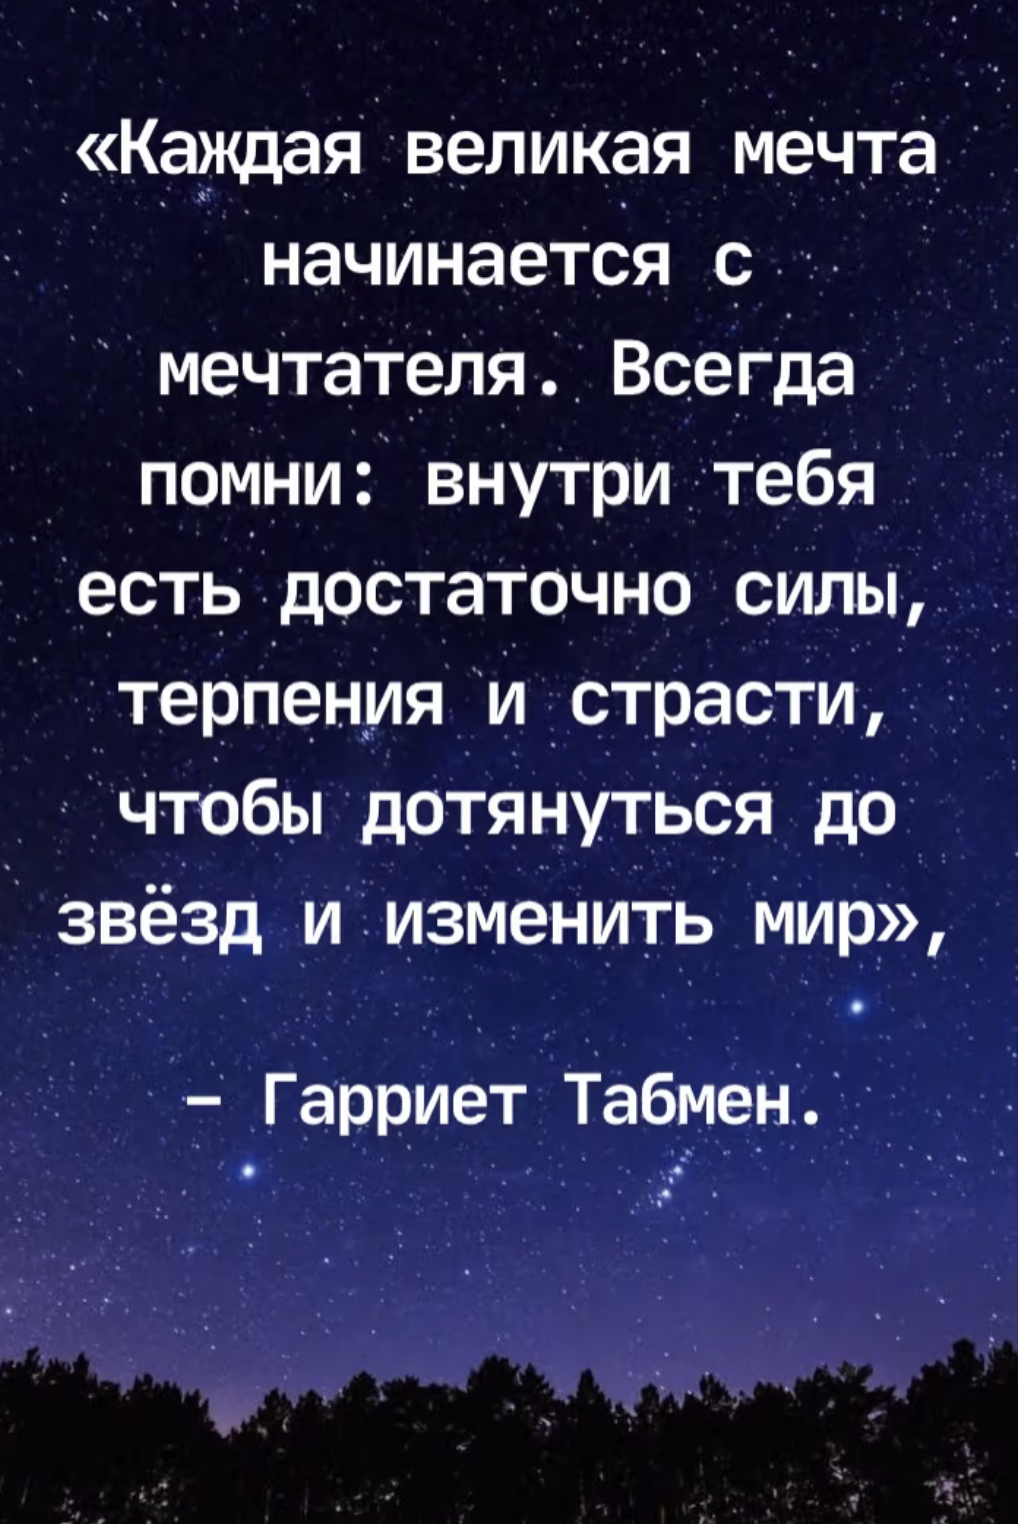 «Каждая великая мечта
начинается с
мечтателя. Всегда
помни: внутри тебя
есть достаточно силы,
терпения и страсти,
чтобы дотянуться до
звёзд и изменить мир»,
– Гарриет Табмен.